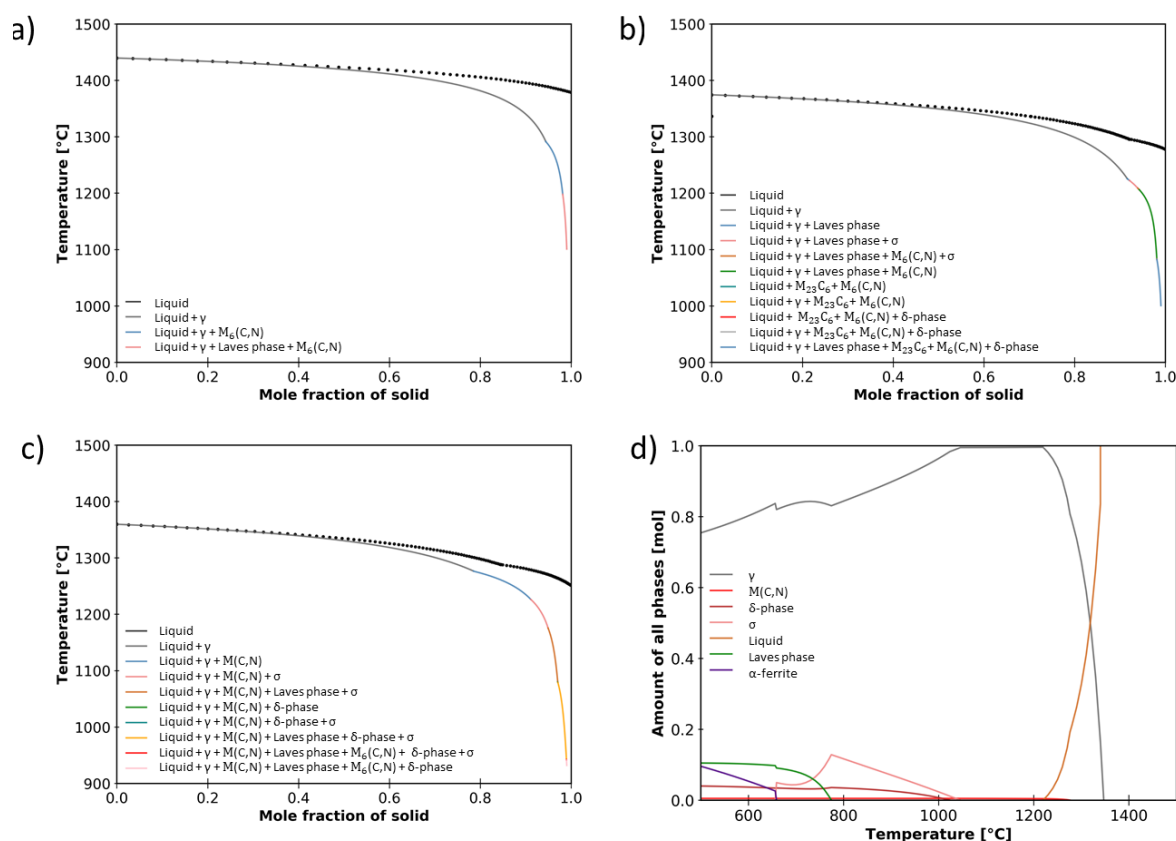 a)
1500
1400
1300
1200
1100
1000
900
Temperature [°C]
Liquid
Liquid + γ
Liquid + γ + M₆(C,N)
Liquid + γ + Laves phase + M₆(C,N)
0.0 0.2 0.4 0.6 0.8 1.0
Mole fraction of solid
b)
1500
1400
1300
1200
1100
1000
900
Temperature [°C]
Liquid
Liquid + γ
Liquid + γ + Laves phase
Liquid + γ + Laves phase + σ
Liquid + γ + Laves phase + M₆(C,N) + σ
Liquid + γ + Laves phase + M₆(C,N)
Liquid + M₂₃C₆ + M₆(C,N)
Liquid + γ + M₂₃C₆ + M₆(C,N)
Liquid + M₂₃C₆ + M₆(C,N) + δ-phase
Liquid + γ + M₂₃C₆ + M₆(C,N) + δ-phase
Liquid + γ + Laves phase + M₂₃C₆ + M₆(C,N) + δ-phase
0.0 0.2 0.4 0.6 0.8 1.0
Mole fraction of solid
c)
1500
1400
1300
1200
1100
1000
900
Temperature [°C]
Liquid
Liquid + γ
Liquid + γ + M(C,N)
Liquid + γ + M(C,N) + σ
Liquid + γ + M(C,N) + Laves phase + σ
Liquid + γ + M(C,N) + δ-phase
Liquid + γ + M(C,N) + δ-phase + σ
Liquid + γ + M(C,N) + Laves phase + δ-phase + σ
Liquid + γ + M(C,N) + Laves phase + M₆(C,N) + δ-phase + σ
Liquid + γ + M(C,N) + Laves phase + M₆(C,N) + δ-phase
0.0 0.2 0.4 0.6 0.8 1.0
Mole fraction of solid
d)
1.0
0.8
0.6
0.4
0.2
0.0
Amount of all phases [mol]
γ
M(C,N)
δ-phase
σ
Liquid
Laves phase
α-ferrite
600 800 1000 1200 1400
Temperature [°C]